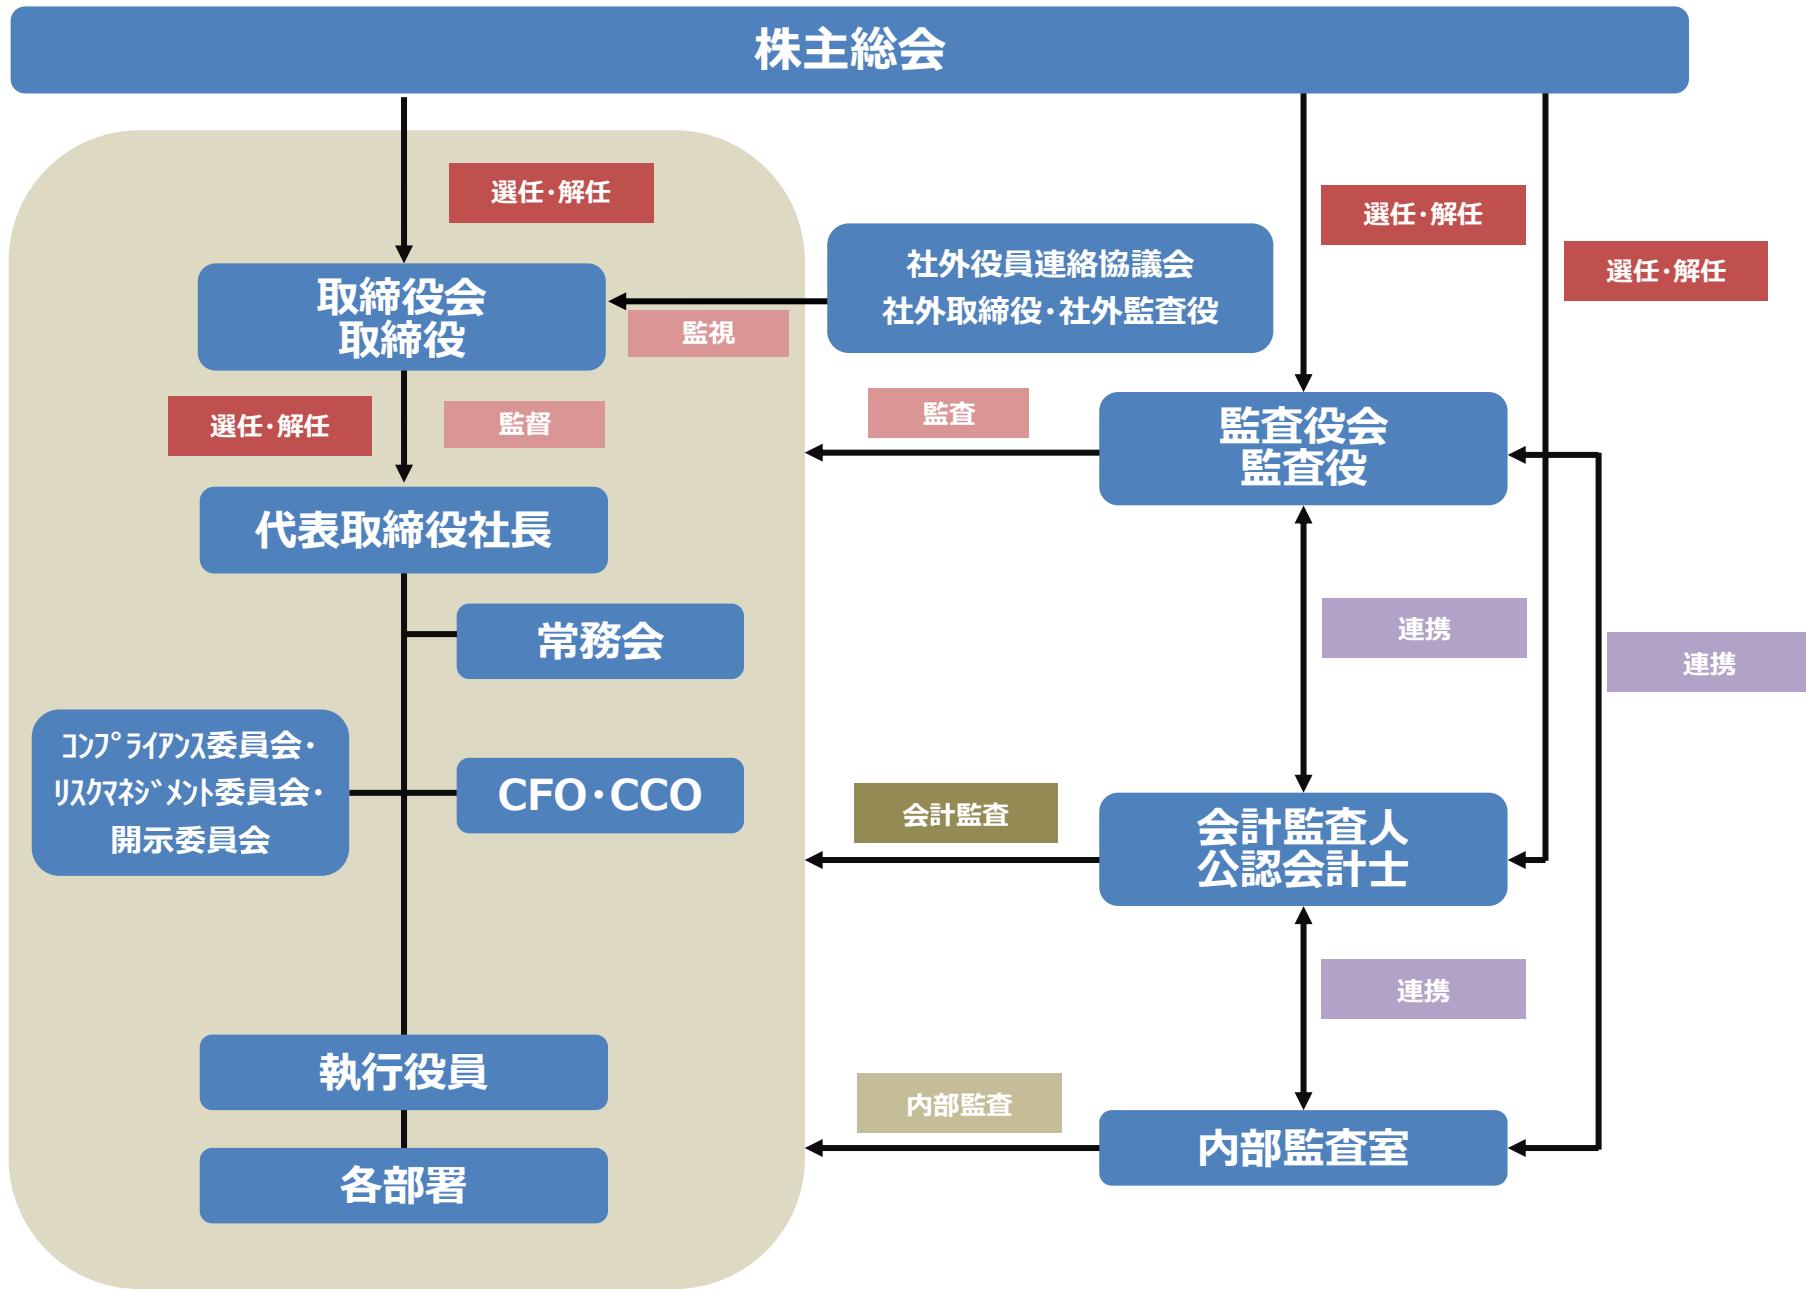 株主総会
選任・解任
選任・解任
選任・解任
社外役員連絡協議会
社外取締役・社外監査役
取締役会
取締役
監視
選任・解任
監督
監査
監査役会
監査役
代表取締役社長
常務会
連携
連携
ｺﾝﾌﾟﾗｲｱﾝｽ委員会・
ﾘｽｸﾏﾈｼﾞﾒﾝﾄ委員会・
開示委員会
CFO・CCO
会計監査
会計監査人
公認会計士
連携
執行役員
内部監査
内部監査室
各部署